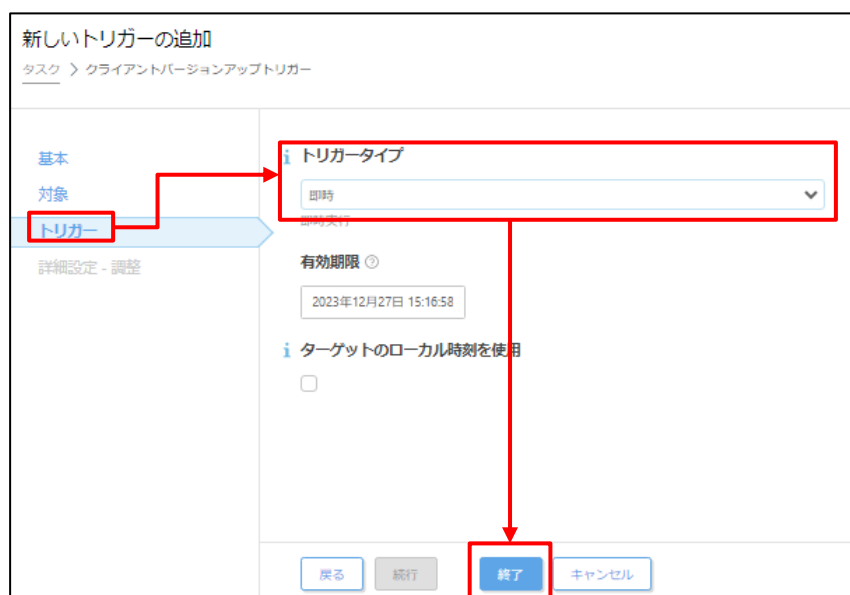 新しいトリガーの追加
タスク > クライアントバージョンアップトリガー
基本
対象
トリガー
詳細設定 - 調整
トリガータイプ
即時
即時実行
有効期限
2023年12月27日 15:16:58
ターゲットのローカル時刻を使用
戻る 続行 終了 キャンセル